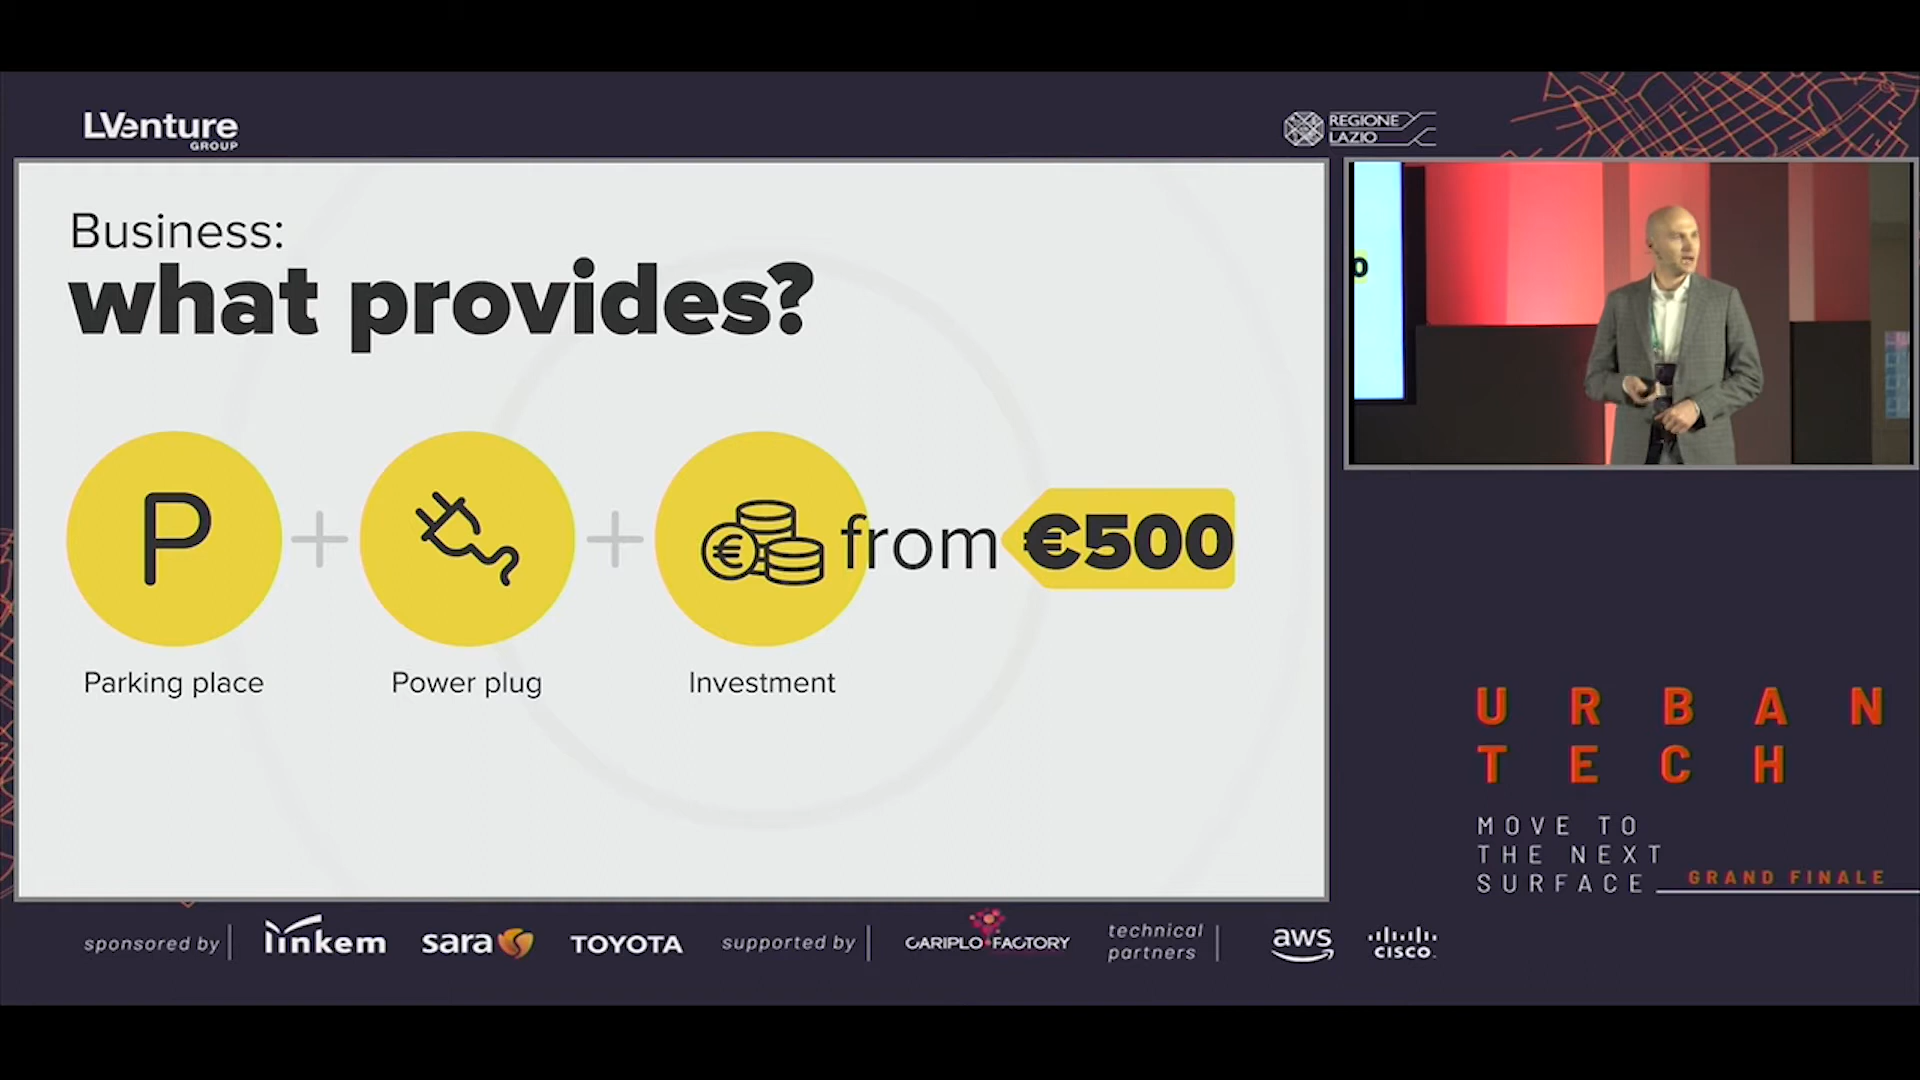 LVenture
GROUP
REGIONE
LAZIO
Business:
what provides?
P
€
from €500
Parking place
Power plug
Investment
0
URBAN
TECH
MOVE TO
THE NEXT
SURFACE
GRAND FINALE
sponsored by
linkem
sara
TOYOTA
supported by
CARIPLO FACTORY
technical
partners
aws
cisco.